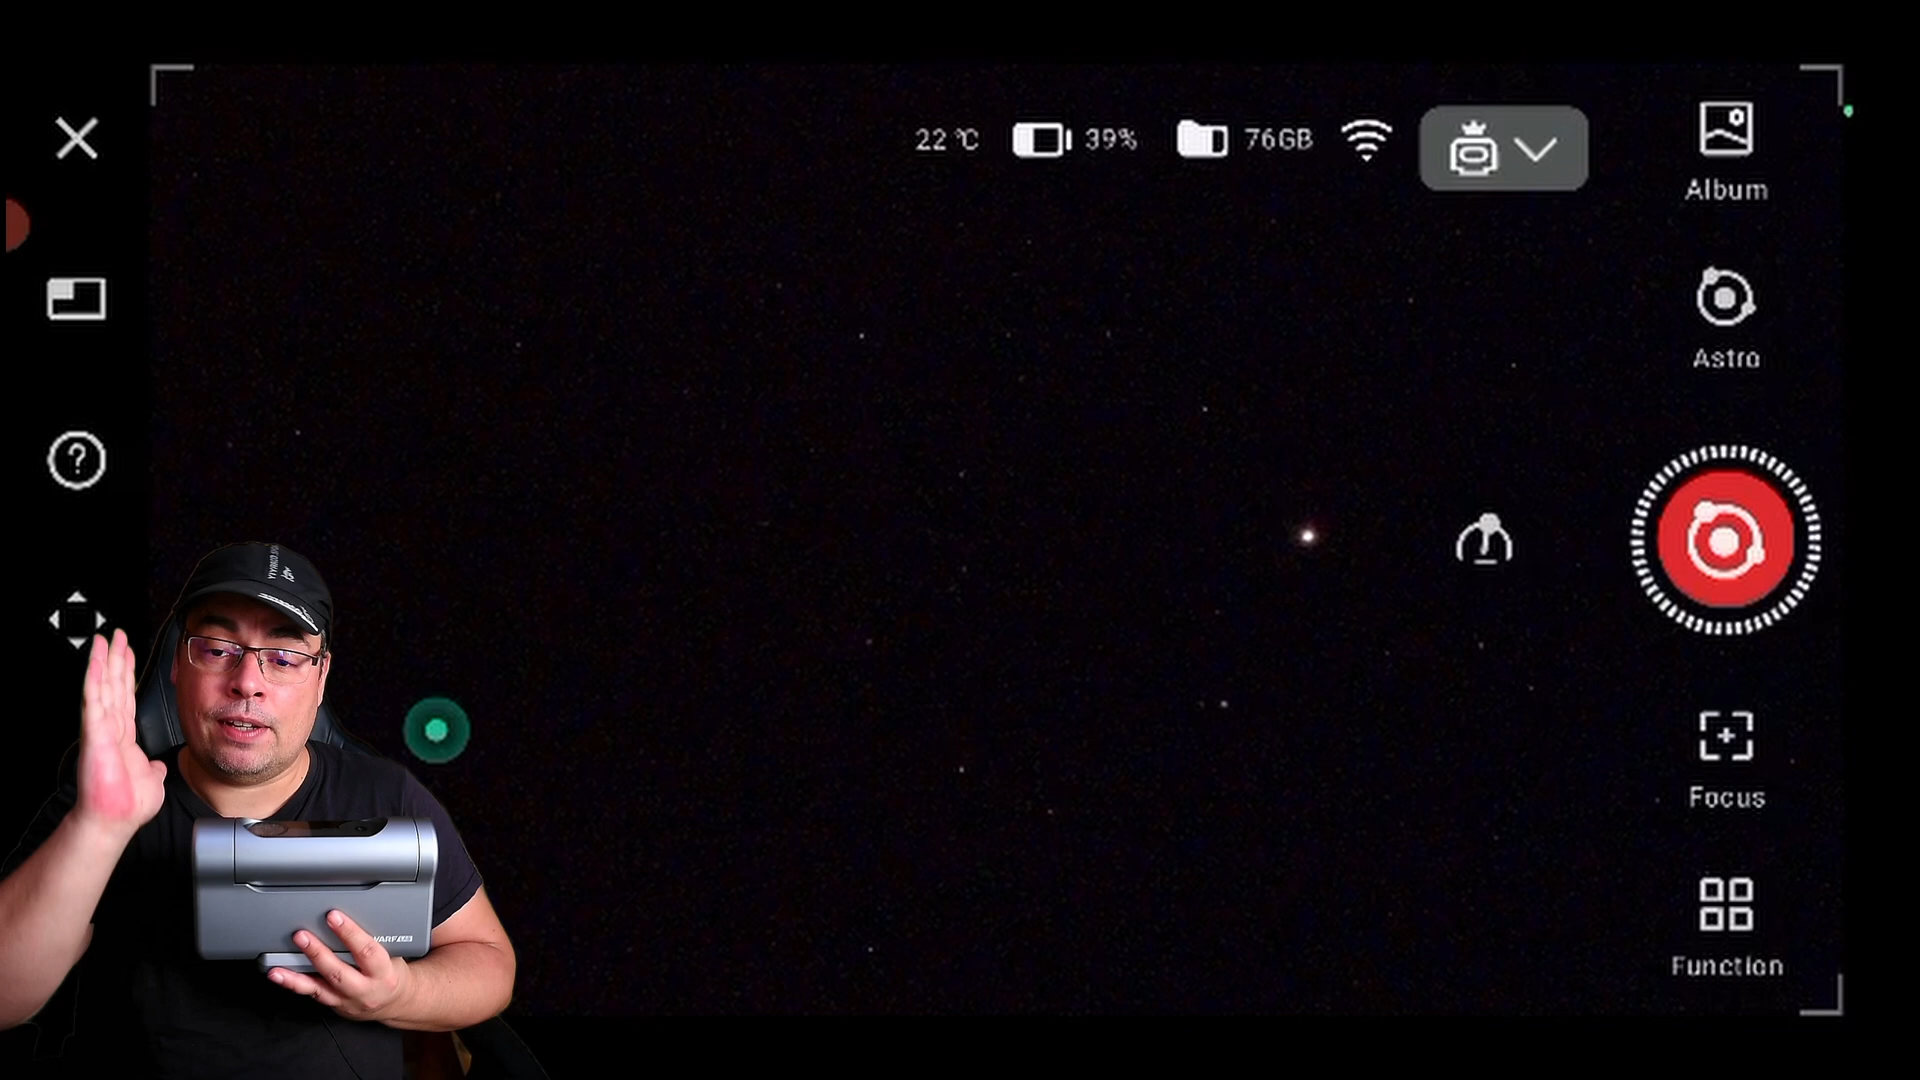 22 ℃ 39% 76GB
Album
Astro
Focus
Function